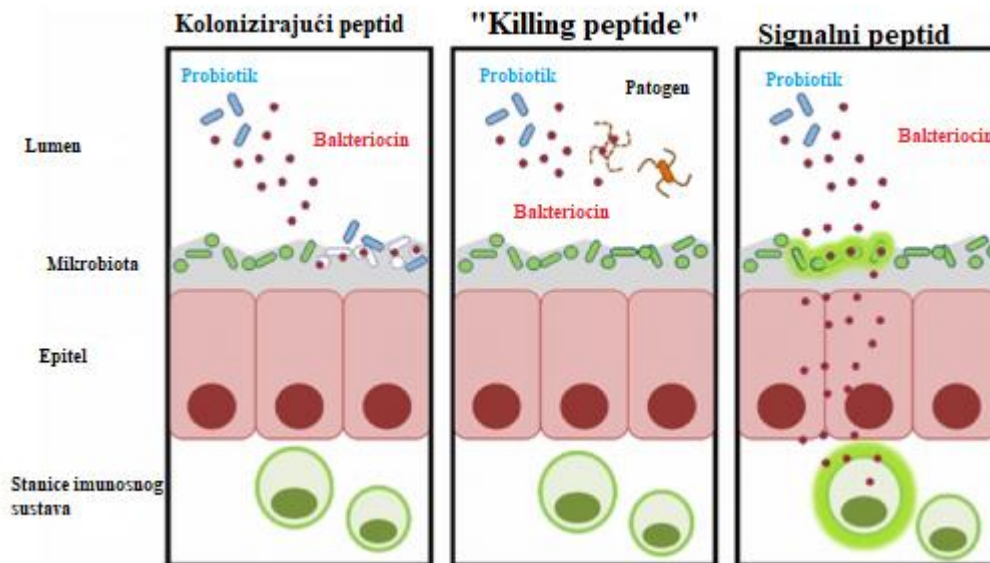 Kolonizirajući peptid
"Killing peptide"
Signalni peptid
Probiotik
Bakteriocin
Probiotik
Patogen
Bakteriocin
Probiotik
Bakteriocin
Lumen
Mikrobiota
Epitel
Stanice imunosnog
sustava